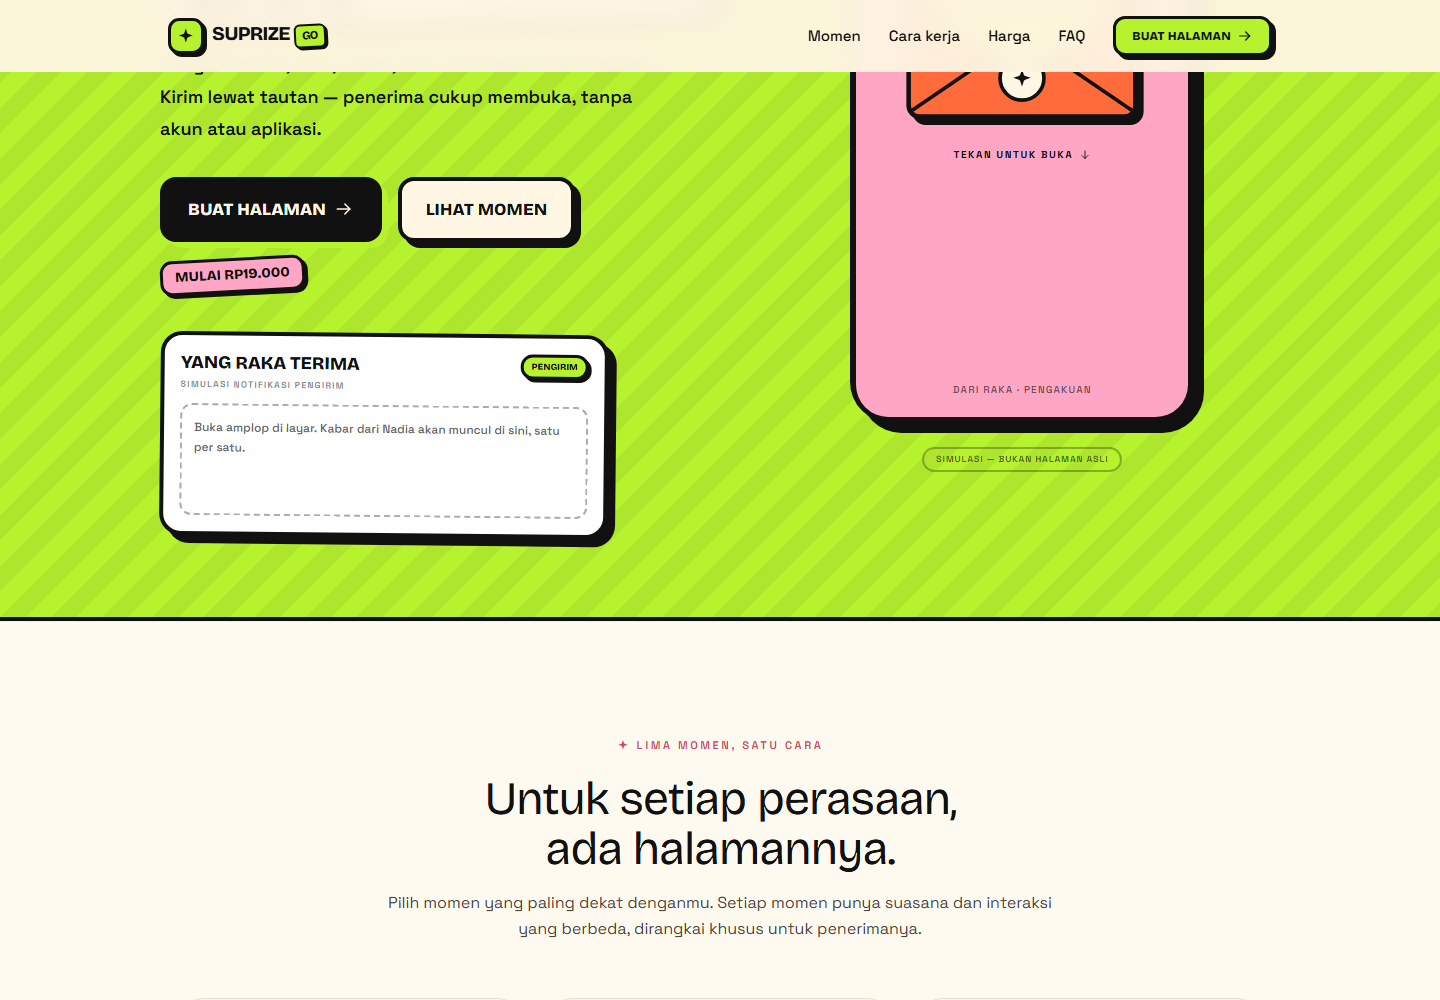 SUPRIZE GO
Momen
Cara kerja
Harga
FAQ
BUAT HALAMAN →
Kirim lewat tautan — penerima cukup membuka, tanpa
akun atau aplikasi.
BUAT HALAMAN →
LIHAT MOMEN
MULAI RP19.000
YANG RAKA TERIMA
SIMULASI NOTIFIKASI PENGIRIM
PENGIRIM
Buka amplop di layar. Kabar dari Nadia akan muncul di sini, satu
per satu.
TEKAN UNTUK BUKA ↓
DARI RAKA · PENGAKUAN
SIMULASI — BUKAN HALAMAN ASLI
✦ LIMA MOMEN, SATU CARA
Untuk setiap perasaan,
ada halamannya.
Pilih momen yang paling dekat denganmu. Setiap momen punya suasana dan interaksi
yang berbeda, dirangkai khusus untuk penerimanya.